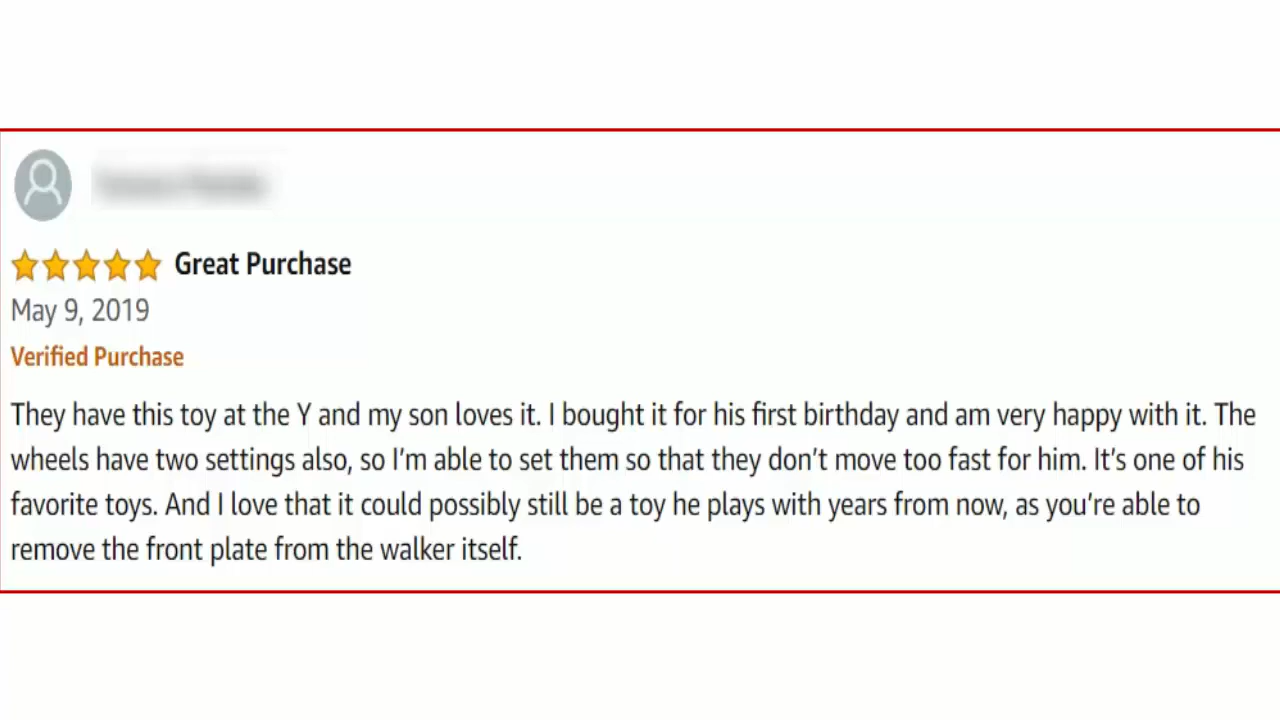 Great Purchase
May 9, 2019
Verified Purchase
They have this toy at the Y and my son loves it. I bought it for his first birthday and am very happy with it. The
wheels have two settings also, so I'm able to set them so that they don't move too fast for him. It's one of his
favorite toys. And I love that it could possibly still be a toy he plays with years from now, as you're able to
remove the front plate from the walker itself.